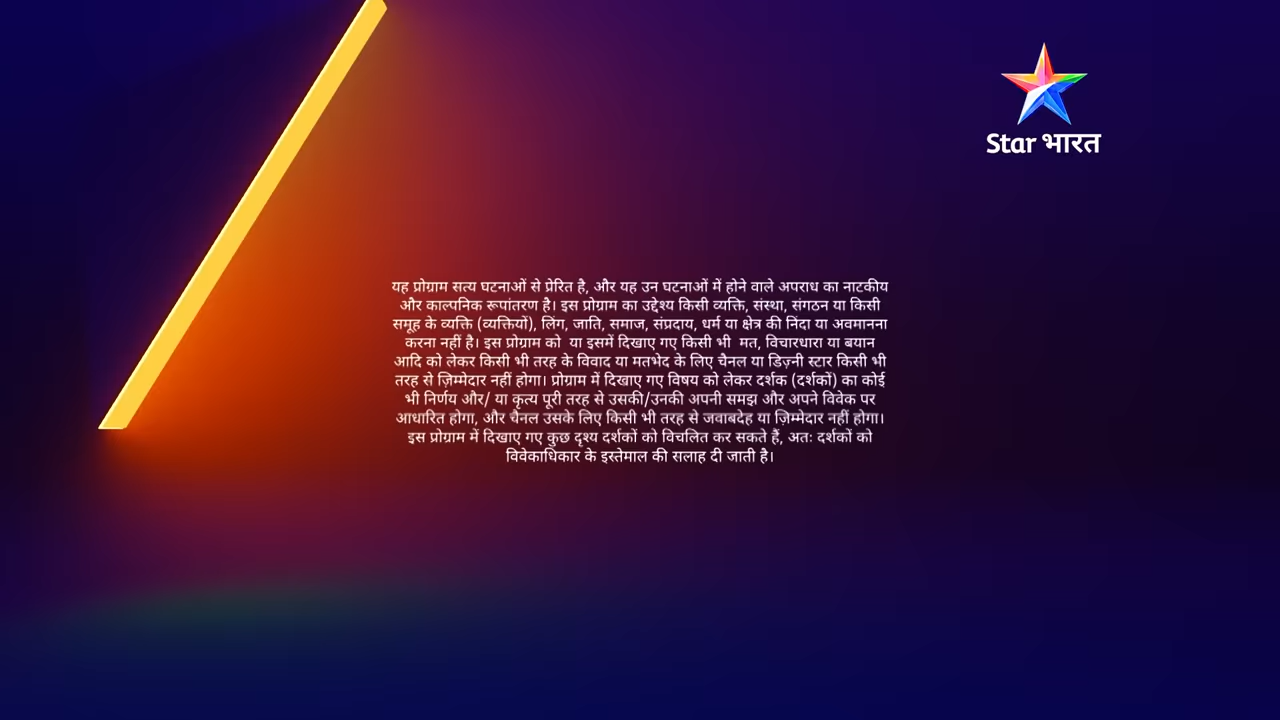 Star भारत
यह प्रोग्राम सत्य घटनाओं से प्रेरित है, और यह उन घटनाओं में होने वाले अपराध का नाटकीय
और काल्पनिक रूपांतरण है। इस प्रोग्राम का उद्देश्य किसी व्यक्ति, संस्था, संगठन या किसी
समूह के व्यक्ति (व्यक्तियों), लिंग, जाति, समाज, संप्रदाय, धर्म या क्षेत्र की निंदा या अवमानना
करना नहीं है। इस प्रोग्राम को या इसमें दिखाए गए किसी भी मत, विचारधारा या बयान
आदि को लेकर किसी भी तरह के विवाद या मतभेद के लिए चैनल या डिज़्नी स्टार किसी भी
तरह से ज़िम्मेदार नहीं होगा। प्रोग्राम में दिखाए गए विषय को लेकर दर्शक (दर्शकों) का कोई
भी निर्णय और/ या कृत्य पूरी तरह से उसकी/उनकी अपनी समझ और अपने विवेक पर
आधारित होगा, और चैनल उसके लिए किसी भी तरह से जवाबदेह या ज़िम्मेदार नहीं होगा।
इस प्रोग्राम में दिखाए गए कुछ दृश्य दर्शकों को विचलित कर सकते हैं, अतः दर्शकों को
विवेकाधिकार के इस्तेमाल की सलाह दी जाती है।